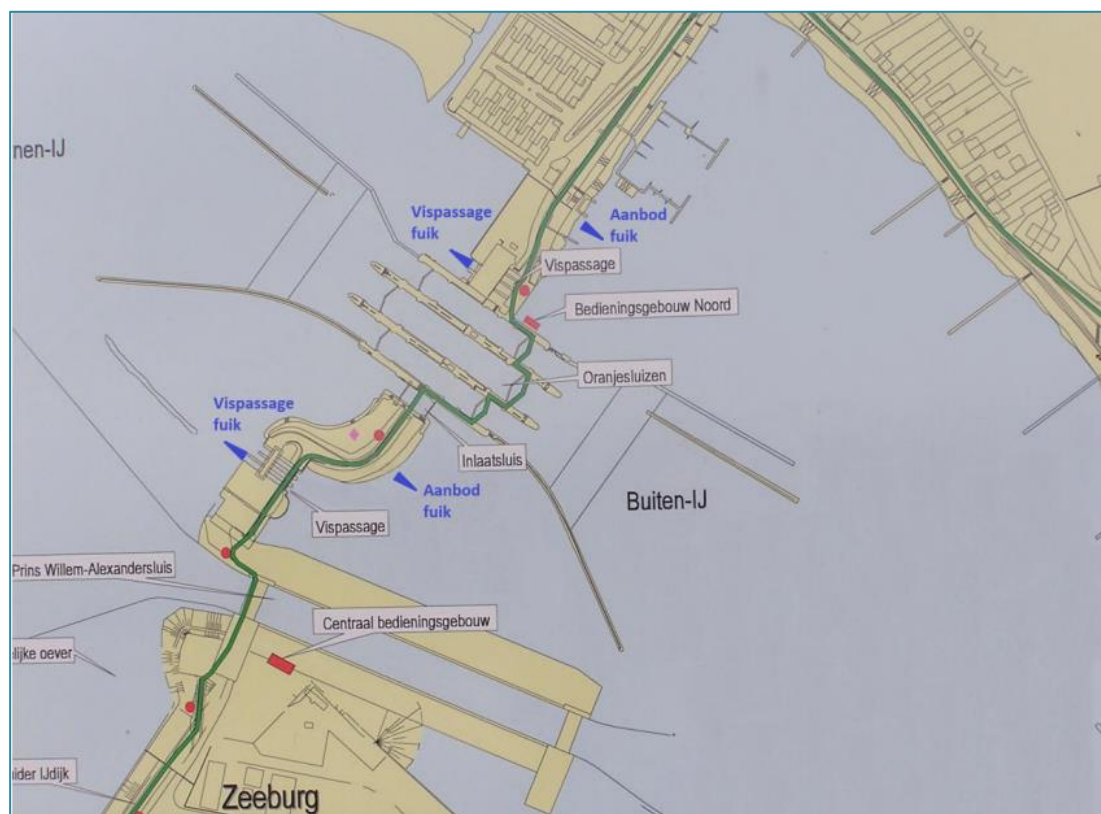 nen-IJ
Vispassage
fuik
Aanbod
fuik
Vispassage
Bedieningsgebouw Noord
Oranjesluizen
Vispassage
fuik
Inlaatsluis
Aanbod
fuik
Buiten-IJ
Vispassage
Prins Willem-Alexandersluis
Centraal bedieningsgebouw
lijke oever
ider IJdijk
Zeeburg